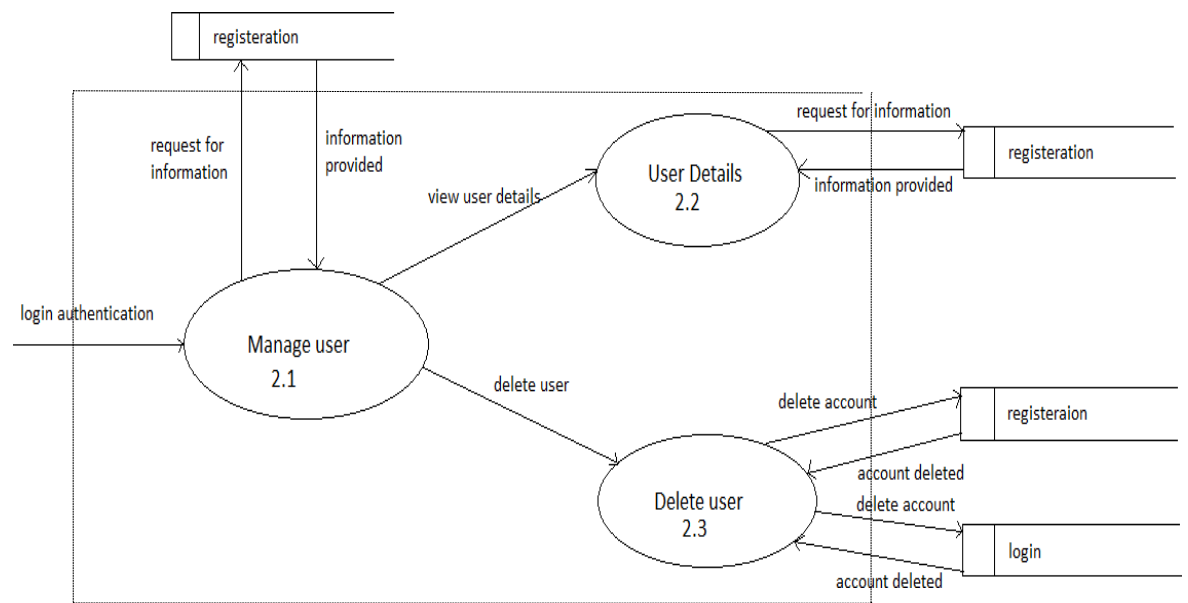 registeration
request for
information
information
provided
request for information
registeration
information provided
User Details
2.2
view user details
login authentication
Manage user
2.1
delete user
delete account
registeraion
account deleted
Delete user
2.3
delete account
login
account deleted